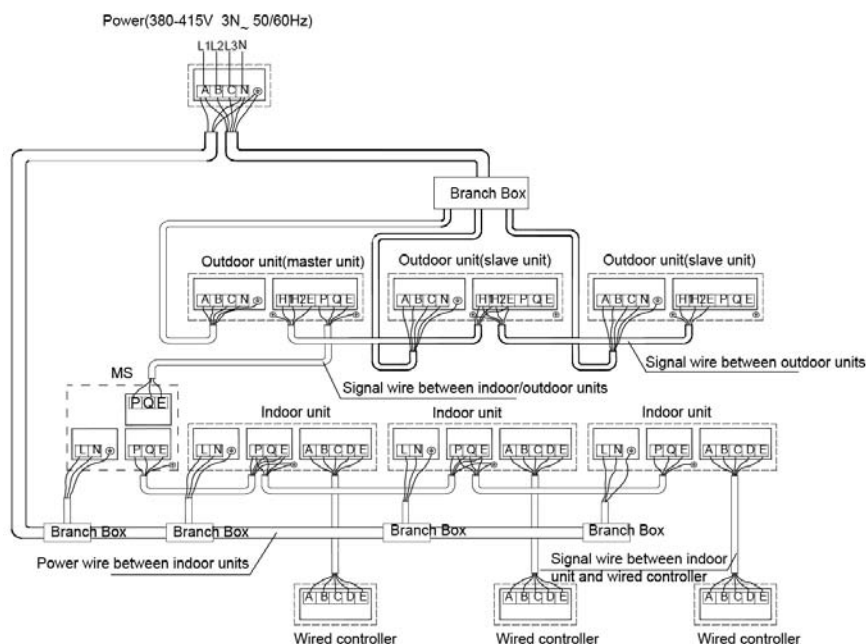 Power(380-415V 3N~ 50/60Hz)
L1L2L3N
A B C N
Branch Box
Outdoor unit(master unit)
Outdoor unit(slave unit)
Outdoor unit(slave unit)
A B C N
H1H2E P Q E
A B C N
H1H2E P Q E
A B C N
H1H2E P Q E
Signal wire between outdoor units
MS
Signal wire between indoor/outdoor units
P Q E
Indoor unit
Indoor unit
Indoor unit
L N
P Q E
L N
P Q E
A B C D E
L N
P Q E
A B C D E
L N
P Q E
A B C D E
Branch Box
Branch Box
Branch Box
Branch Box
Power wire between indoor units
Signal wire between indoor
unit and wired controller
A B C D E
A B C D E
A B C D E
Wired controller
Wired controller
Wired controller